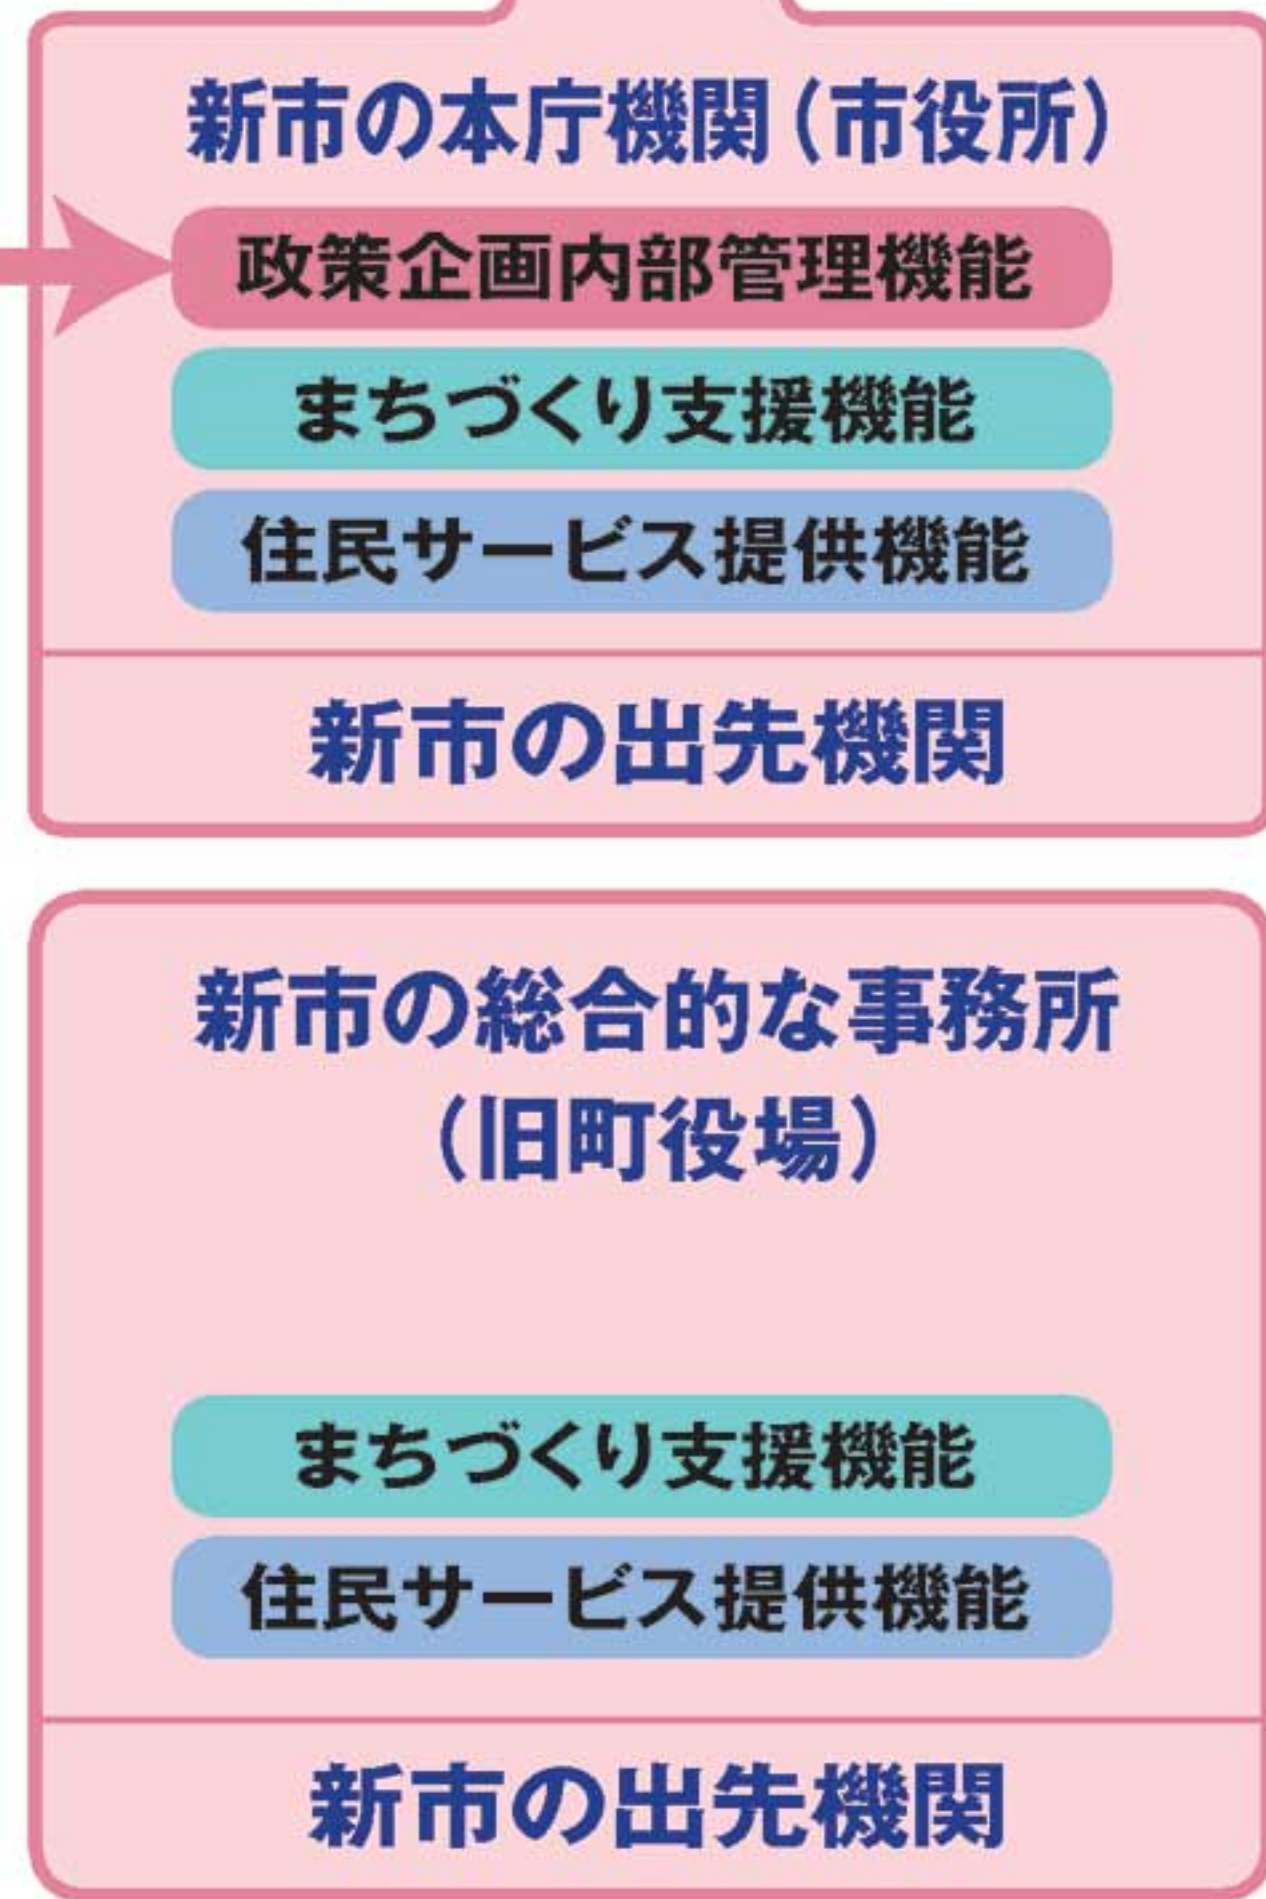 新市の本庁機関（市役所）
政策企画内部管理機能
まちづくり支援機能
住民サービス提供機能
新市の出先機関
新市の総合的な事務所
（旧町役場）
まちづくり支援機能
住民サービス提供機能
新市の出先機関